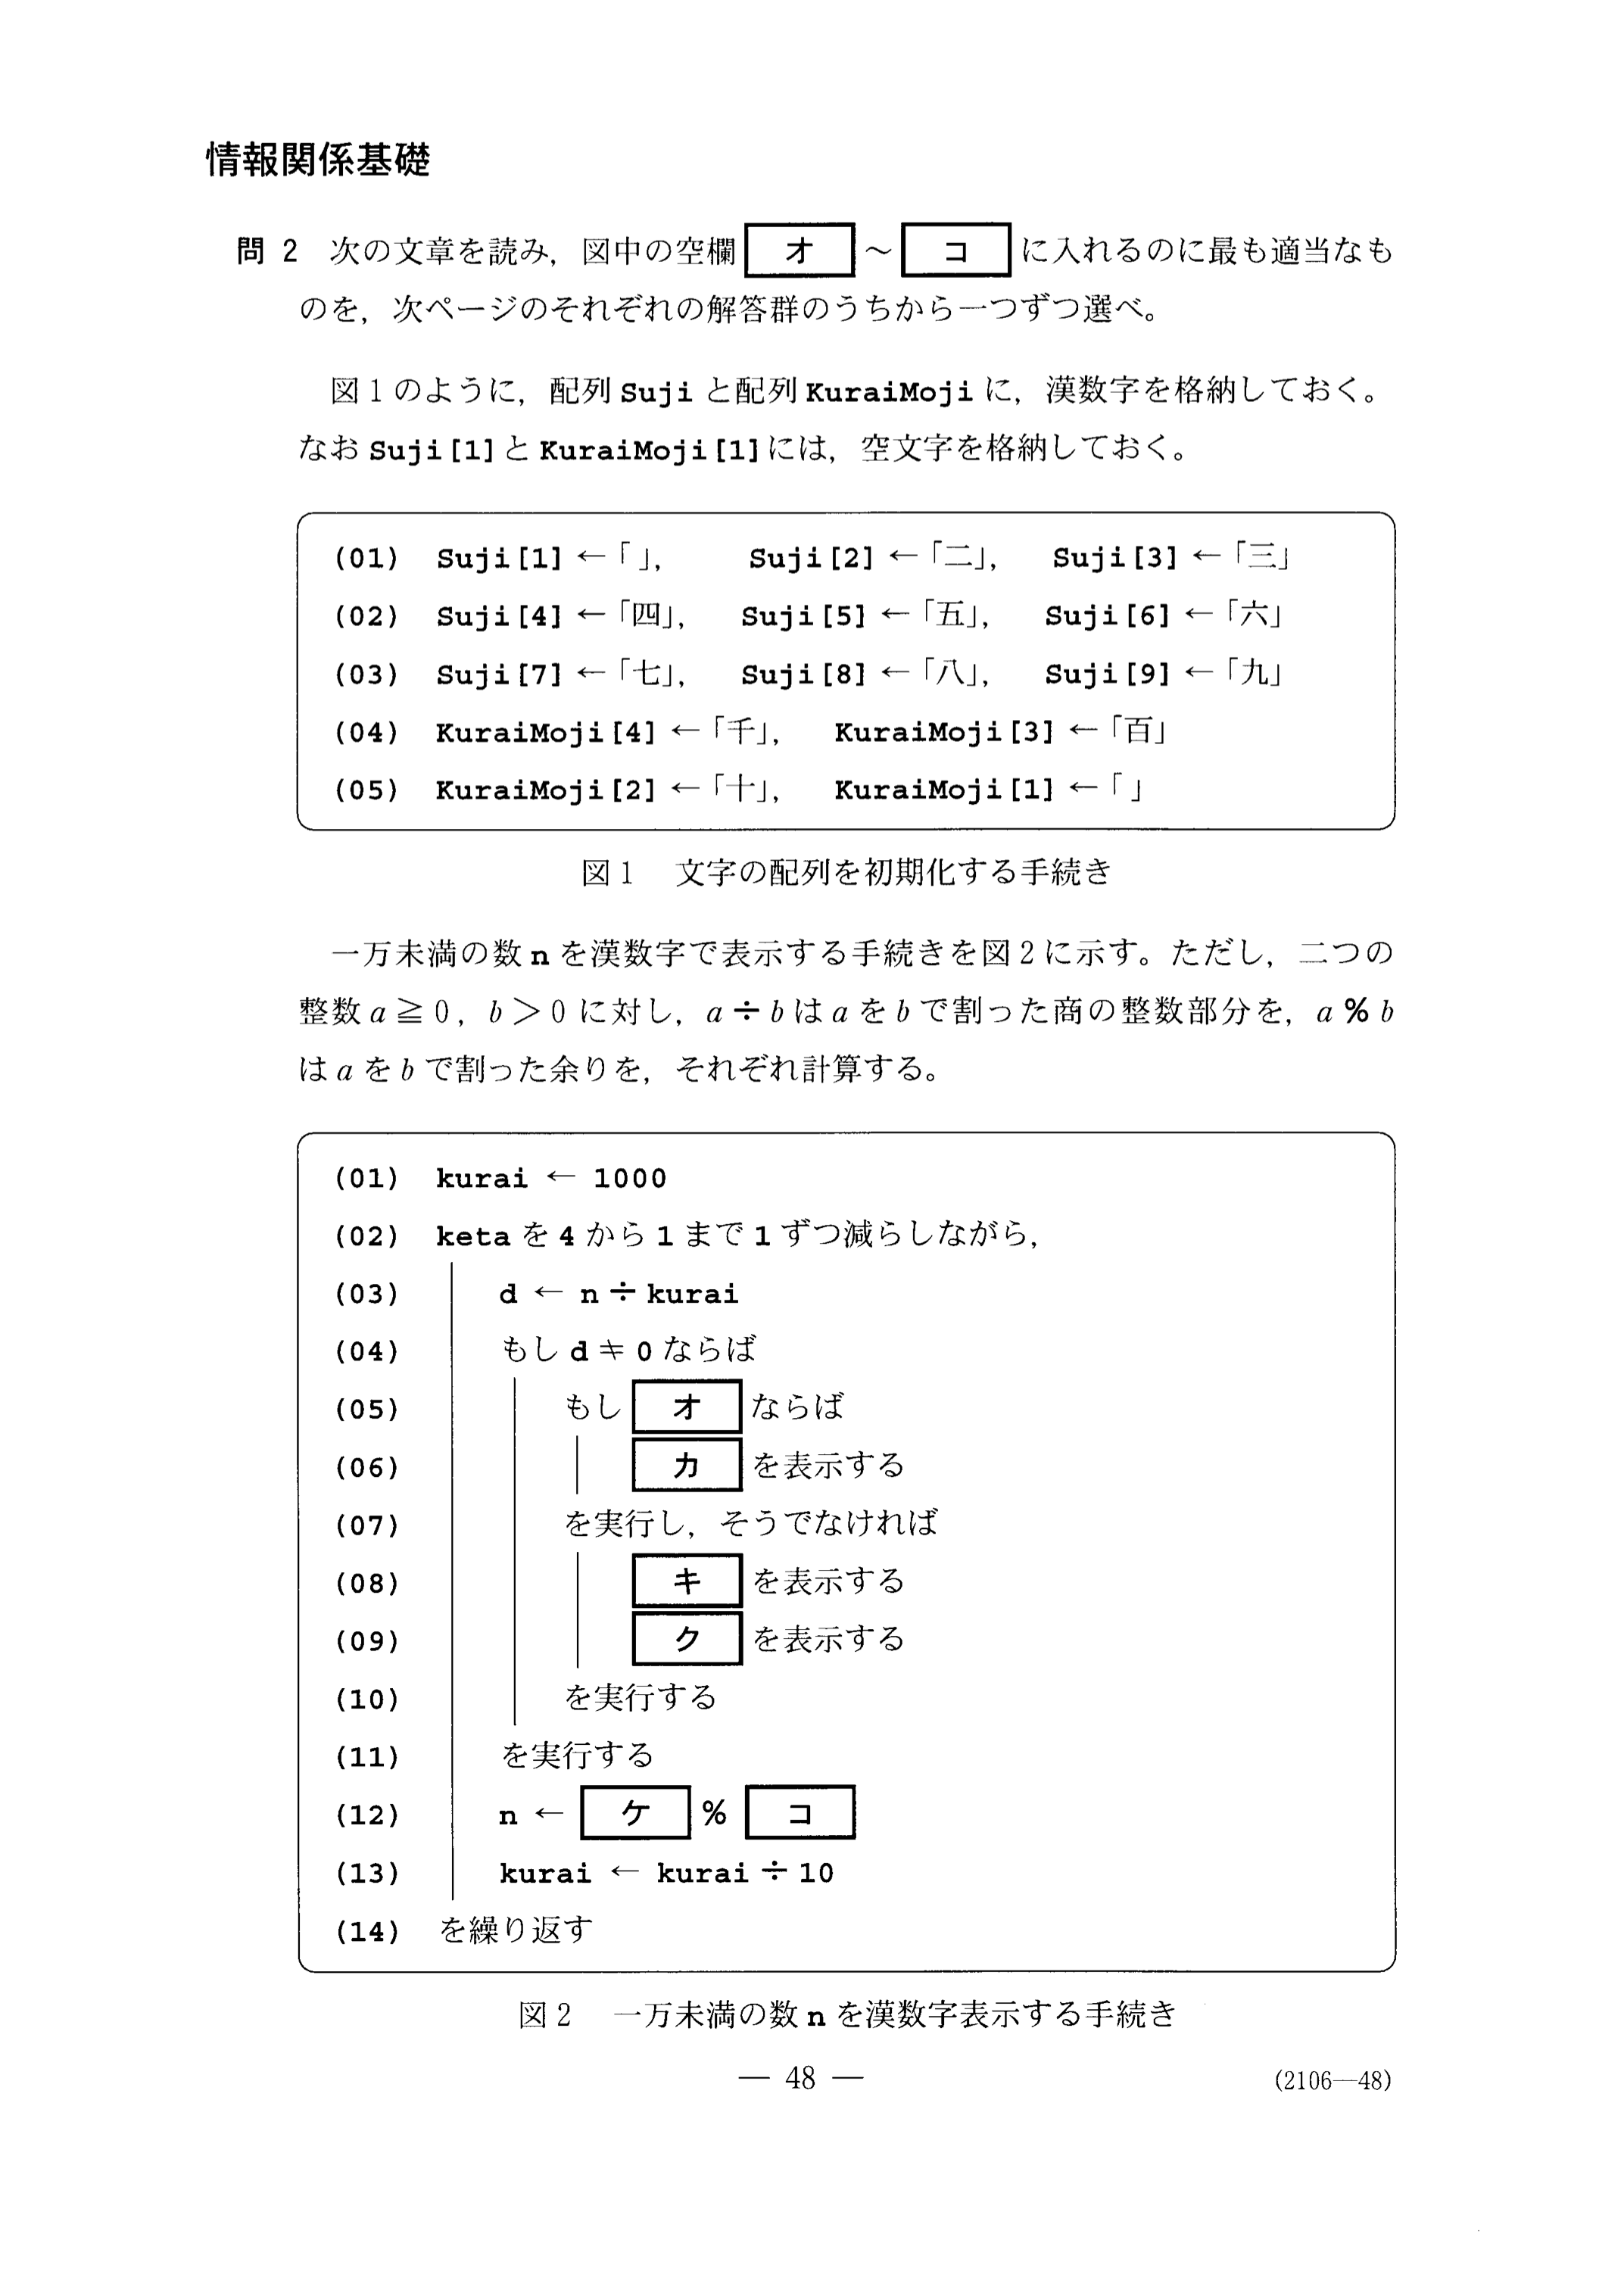 情報関係基礎
問 2 次の文章を読み，図中の空欄 オ ～ コ に入れるのに最も適当なも
のを，次ページのそれぞれの解答群のうちから一つずつ選べ。
図1のように，配列 Suji と配列 KuraiMoji に，漢数字を格納しておく。
なお Suji[1] と KuraiMoji[1] には，空文字を格納しておく。
(01) Suji[1] ←「」， Suji[2] ←「二」， Suji[3] ←「三」
(02) Suji[4] ←「四」， Suji[5] ←「五」， Suji[6] ←「六」
(03) Suji[7] ←「七」， Suji[8] ←「八」， Suji[9] ←「九」
(04) KuraiMoji[4] ←「千」， KuraiMoji[3] ←「百」
(05) KuraiMoji[2] ←「十」， KuraiMoji[1] ←「」
図1 文字の配列を初期化する手続き
一万未満の数 n を漢数字で表示する手続きを図2に示す。ただし，二つの
整数 a ≧ 0，b ＞ 0 に対し，a ÷ b は a を b で割った商の整数部分を，a % b
は a を b で割った余りを，それぞれ計算する。
(01) kurai ← 1000
(02) keta を 4 から 1 まで 1 ずつ減らしながら，
(03) d ← n ÷ kurai
(04) もし d ≠ 0 ならば
(05) もし オ ならば
(06) カ を表示する
(07) を実行し，そうでなければ
(08) キ を表示する
(09) ク を表示する
(10) を実行する
(11) を実行する
(12) n ← ケ % コ
(13) kurai ← kurai ÷ 10
(14) を繰り返す
図2 一万未満の数 n を漢数字表示する手続き
— 48 —
(2106—48)